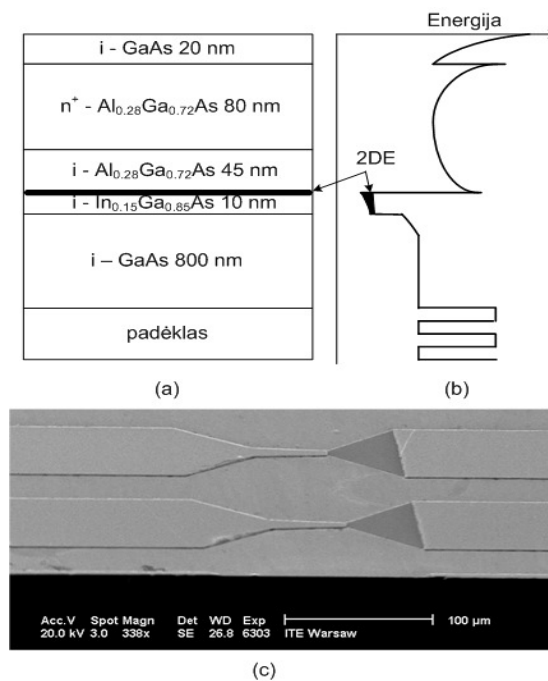 Energija
i - GaAs 20 nm
n⁺ - Al₀.₂₈Ga₀.₇₂As 80 nm
i - Al₀.₂₈Ga₀.₇₂As 45 nm
2DE
i - In₀.₁₅Ga₀.₈₅As 10 nm
i – GaAs 800 nm
padėklas
(a)
(b)
Acc.V Spot Magn Det WD Exp
20.0 kV 3.0 338x SE 26.8 6303 ITE Warsaw
100 µm
(c)